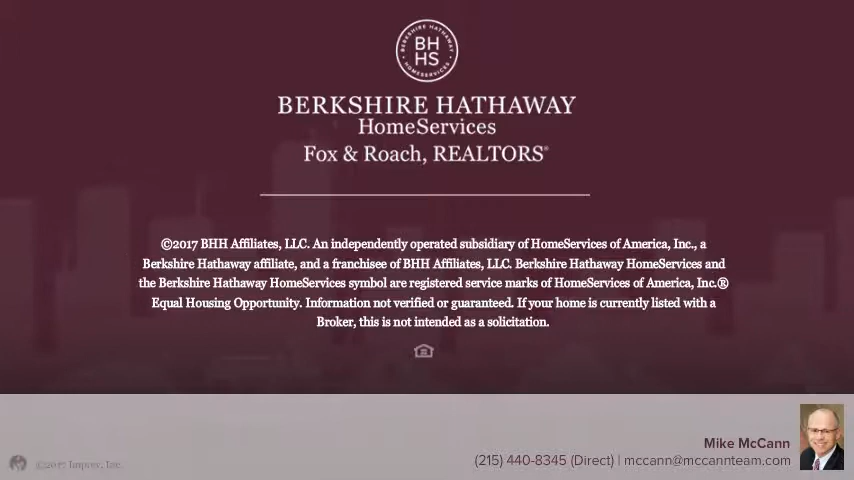 BERKSHIRE HATHAWAY
HOMESERVICES
BH
HS
BERKSHIRE HATHAWAY
HomeServices
Fox & Roach, REALTORS®
©2017 BHH Affiliates, LLC. An independently operated subsidiary of HomeServices of America, Inc., a
Berkshire Hathaway affiliate, and a franchisee of BHH Affiliates, LLC. Berkshire Hathaway HomeServices and
the Berkshire Hathaway HomeServices symbol are registered service marks of HomeServices of America, Inc.®
Equal Housing Opportunity. Information not verified or guaranteed. If your home is currently listed with a
Broker, this is not intended as a solicitation.
Mike McCann
(215) 440-8345 (Direct) | mccann@mccannteam.com
©2017 Imprev, Inc.